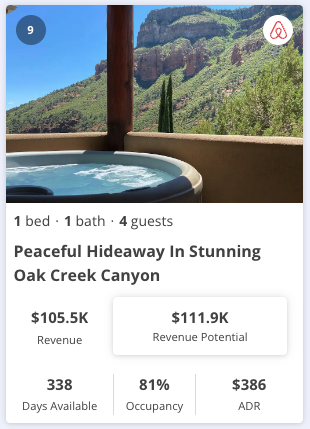 9
1 bed · 1 bath · 4 guests
Peaceful Hideaway In Stunning
Oak Creek Canyon
$105.5K
Revenue
$111.9K
Revenue Potential
338
Days Available
81%
Occupancy
$386
ADR